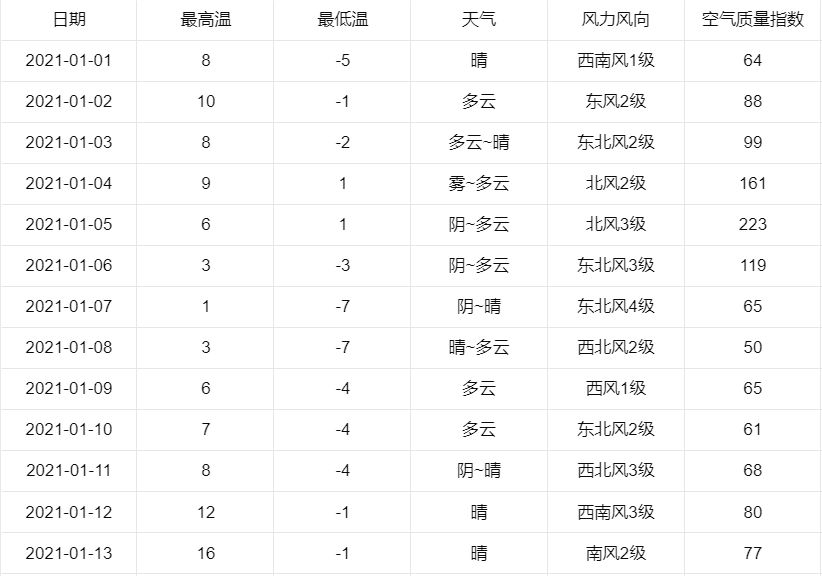 日期 最高温 最低温 天气 风力风向 空气质量指数
2021-01-01 8 -5 晴 西南风1级 64
2021-01-02 10 -1 多云 东风2级 88
2021-01-03 8 -2 多云~晴 东北风2级 99
2021-01-04 9 1 雾~多云 北风2级 161
2021-01-05 6 1 阴~多云 北风3级 223
2021-01-06 3 -3 阴~多云 东北风3级 119
2021-01-07 1 -7 阴~晴 东北风4级 65
2021-01-08 3 -7 晴~多云 西北风2级 50
2021-01-09 6 -4 多云 西风1级 65
2021-01-10 7 -4 多云 东北风2级 61
2021-01-11 8 -4 阴~晴 西北风3级 68
2021-01-12 12 -1 晴 西南风3级 80
2021-01-13 16 -1 晴 南风2级 77